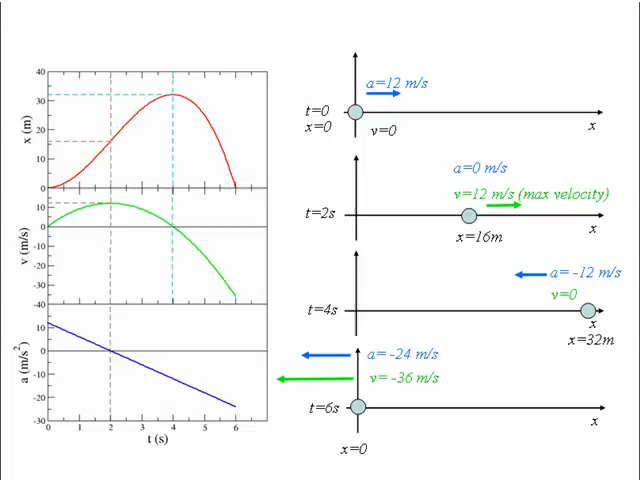 40
30
20
10
0
x (m)
10
0
-10
-20
-30
-40
v (m/s)
10
0
-10
-20
-30
a (m/s²)
0 1 2 3 4 5 6
t (s)
a=12 m/s
t=0
x=0
v=0
x
a=0 m/s
v=12 m/s (max velocity)
t=2s
x=16m
x
a= -12 m/s
v=0
t=4s
x
x=32m
a= -24 m/s
v= -36 m/s
t=6s
x
x=0